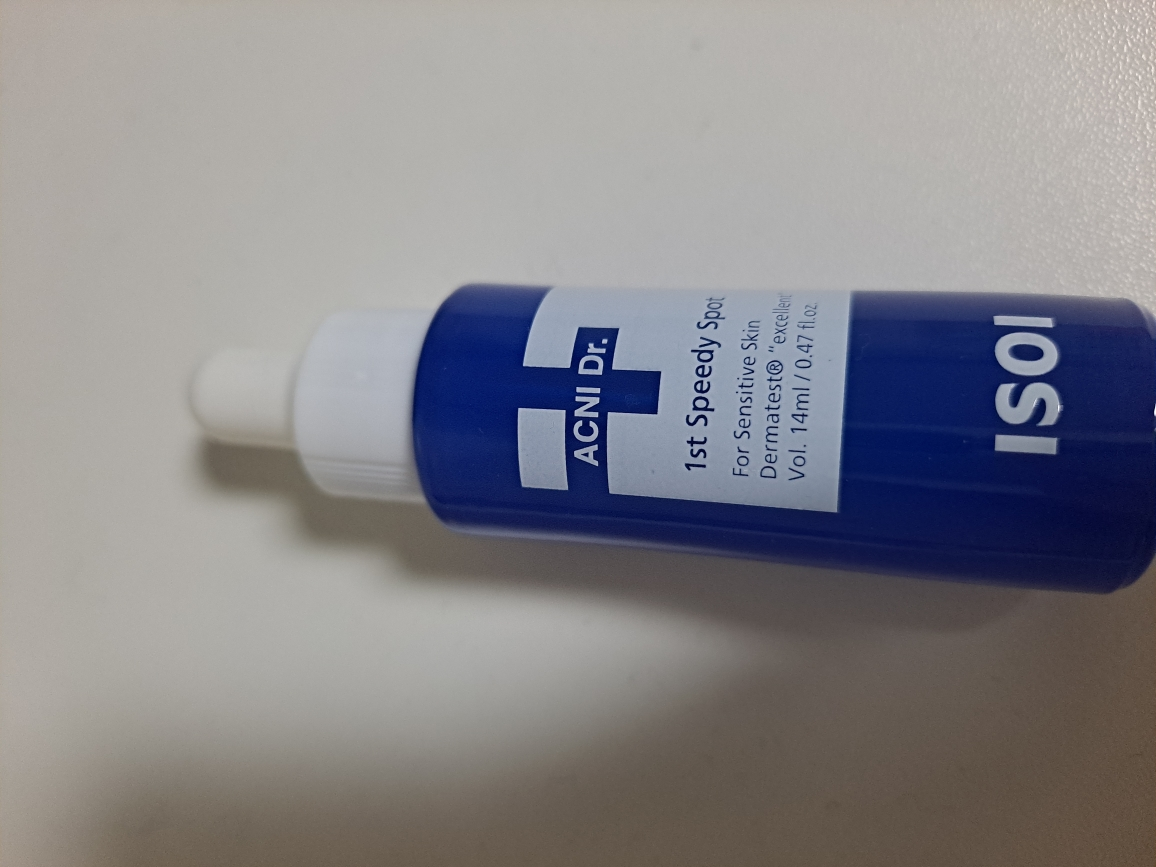 ACNI Dr.
1st Speedy Spot
For Sensitive Skin
Dermatest® "excellent"
Vol. 14ml / 0.47 fl.oz.
ISOI